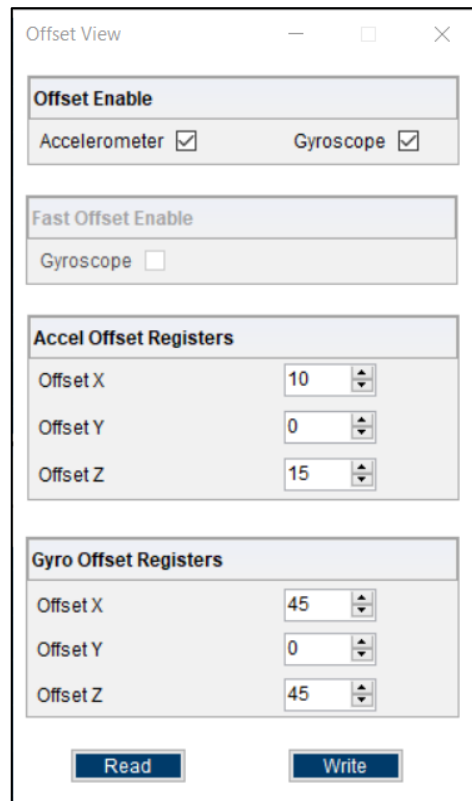 Offset View
Offset Enable
Accelerometer Gyroscope
Fast Offset Enable
Gyroscope
Accel Offset Registers
Offset X 10
Offset Y 0
Offset Z 15
Gyro Offset Registers
Offset X 45
Offset Y 0
Offset Z 45
Read Write